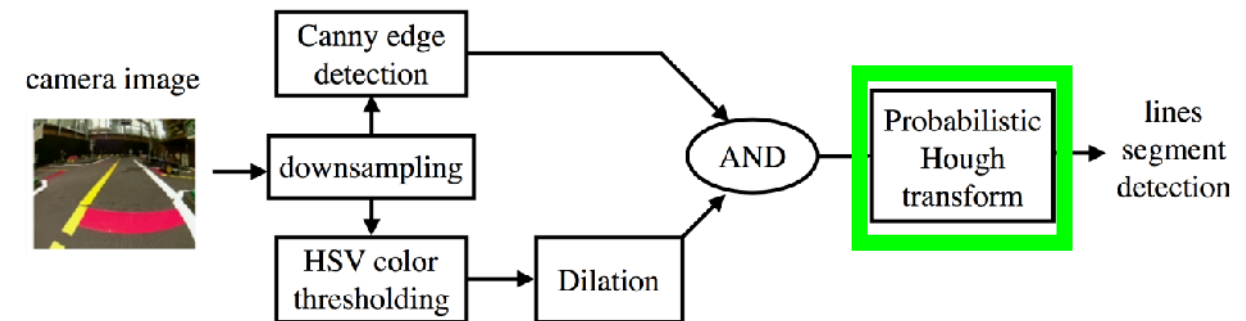 camera image
Canny edge
detection
downsampling
HSV color
thresholding
Dilation
AND
Probabilistic
Hough
transform
lines
segment
detection